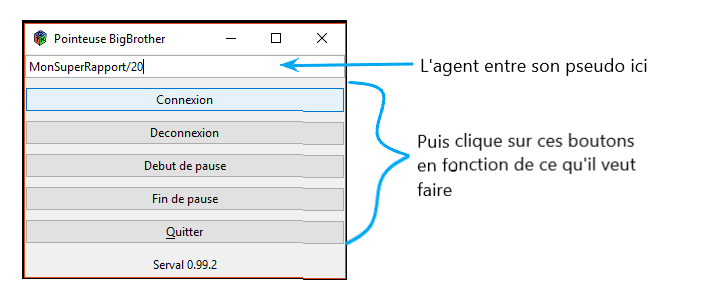 Pointeuse BigBrother
MonSuperRapport/20
L'agent entre son pseudo ici
Connexion
Deconnexion
Debut de pause
Fin de pause
Quitter
Serval 0.99.2
Puis clique sur ces boutons
en fonction de ce qu'il veut
faire